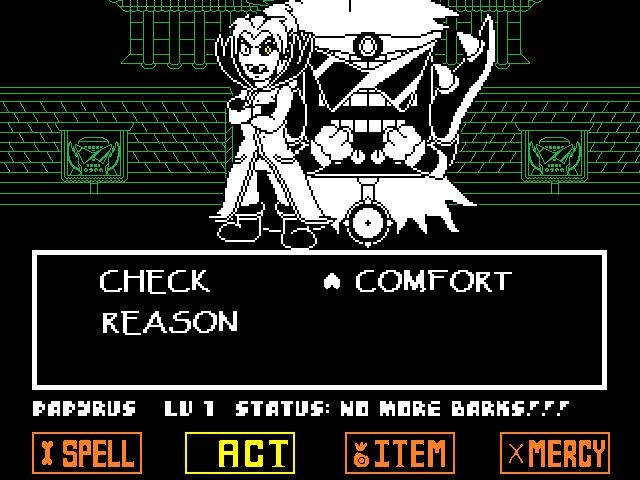 CHECK COMFORT
REASON
PAPYRUS LV 1 STATUS: NO MORE BARKS!!!
SPELL ACT ITEM MERCY